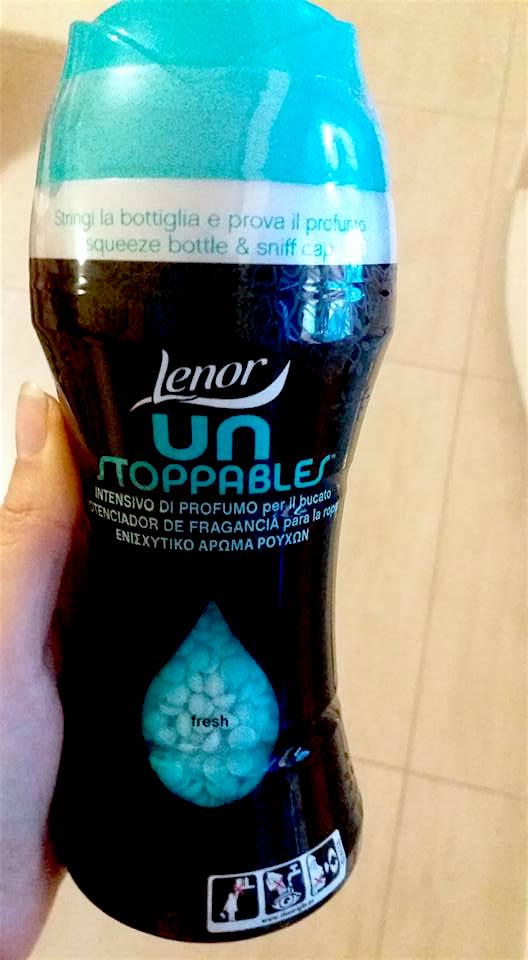 Stringi la bottiglia e prova il profumo
squeeze bottle & sniff cap
Lenor
UN
STOPPABLES™
INTENSIVO DI PROFUMO per il bucato
POTENCIADOR DE FRAGANCIA para la ropa
ΕΝΙΣΧΥΤΙΚΟ ΑΡΩΜΑ ΡΟΥΧΩΝ
fresh